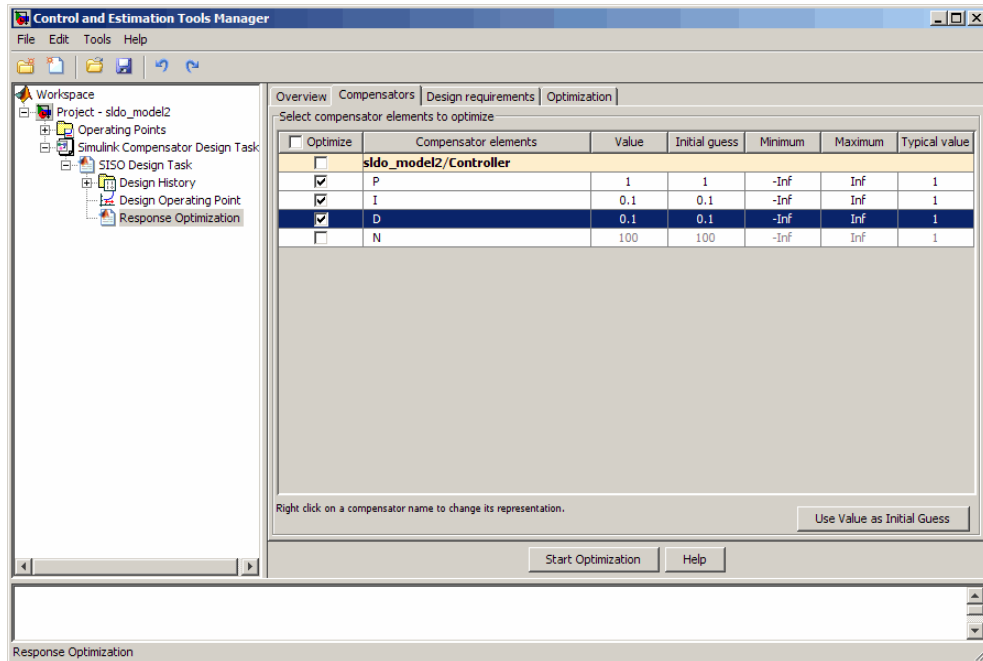 Control and Estimation Tools Manager
File Edit Tools Help
Workspace
Project - sldo_model2
Operating Points
Simulink Compensator Design Task
SISO Design Task
Design History
Design Operating Point
Response Optimization
Overview Compensators Design requirements Optimization
Select compensator elements to optimize
Optimize Compensator elements Value Initial guess Minimum Maximum Typical value
sldo_model2/Controller
P 1 1 -Inf Inf 1
I 0.1 0.1 -Inf Inf 1
D 0.1 0.1 -Inf Inf 1
N 100 100 -Inf Inf 1
Right click on a compensator name to change its representation.
Use Value as Initial Guess
Start Optimization Help
Response Optimization